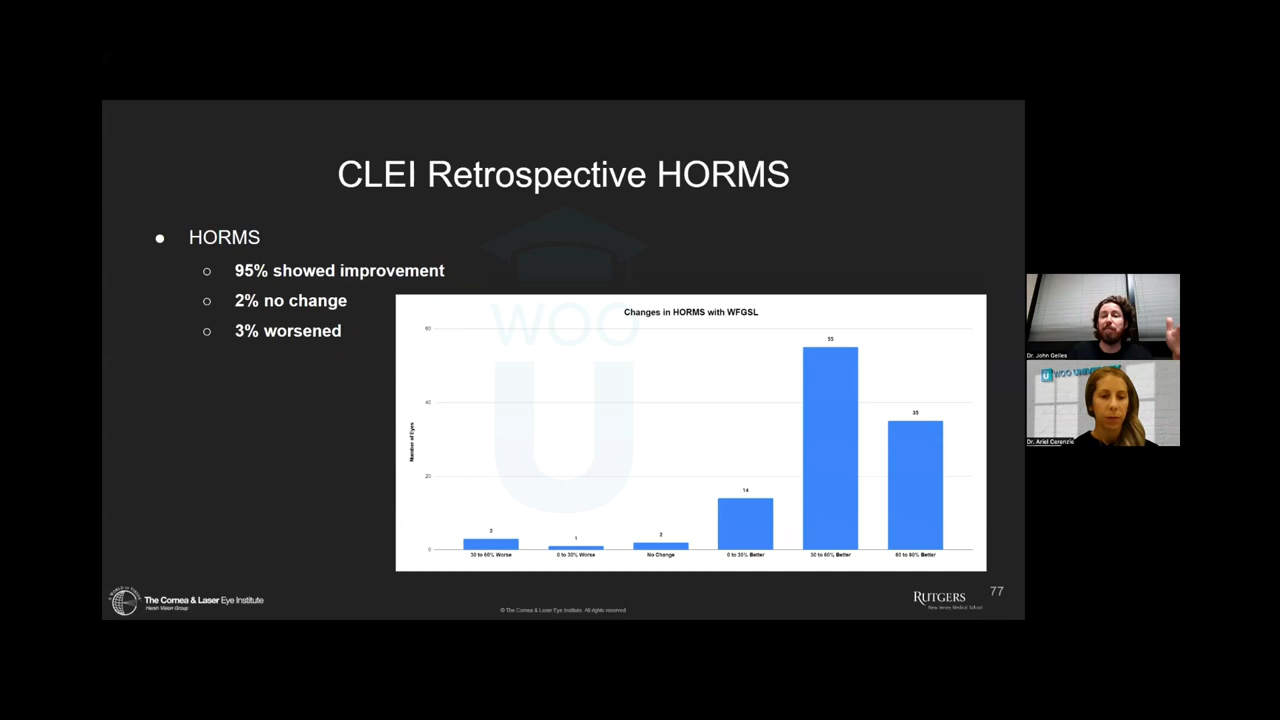 CLEI Retrospective HORMS
● HORMS
○ 95% showed improvement
○ 2% no change
○ 3% worsened
WOO
U
Changes in HORMS with WFGSL
Number of Eyes
60
40
20
0
3
1
2
14
55
35
30 to 60% Worse
0 to 30% Worse
No Change
0 to 30% Better
30 to 60% Better
60 to 90% Better
The Cornea & Laser Eye Institute
Hersh Vision Group
© The Cornea & Laser Eye Institute. All rights reserved
RUTGERS
New Jersey Medical School
77
Dr. John Gelles
U WOO UNIVERSITY
Dr. Ariel Cerenzie